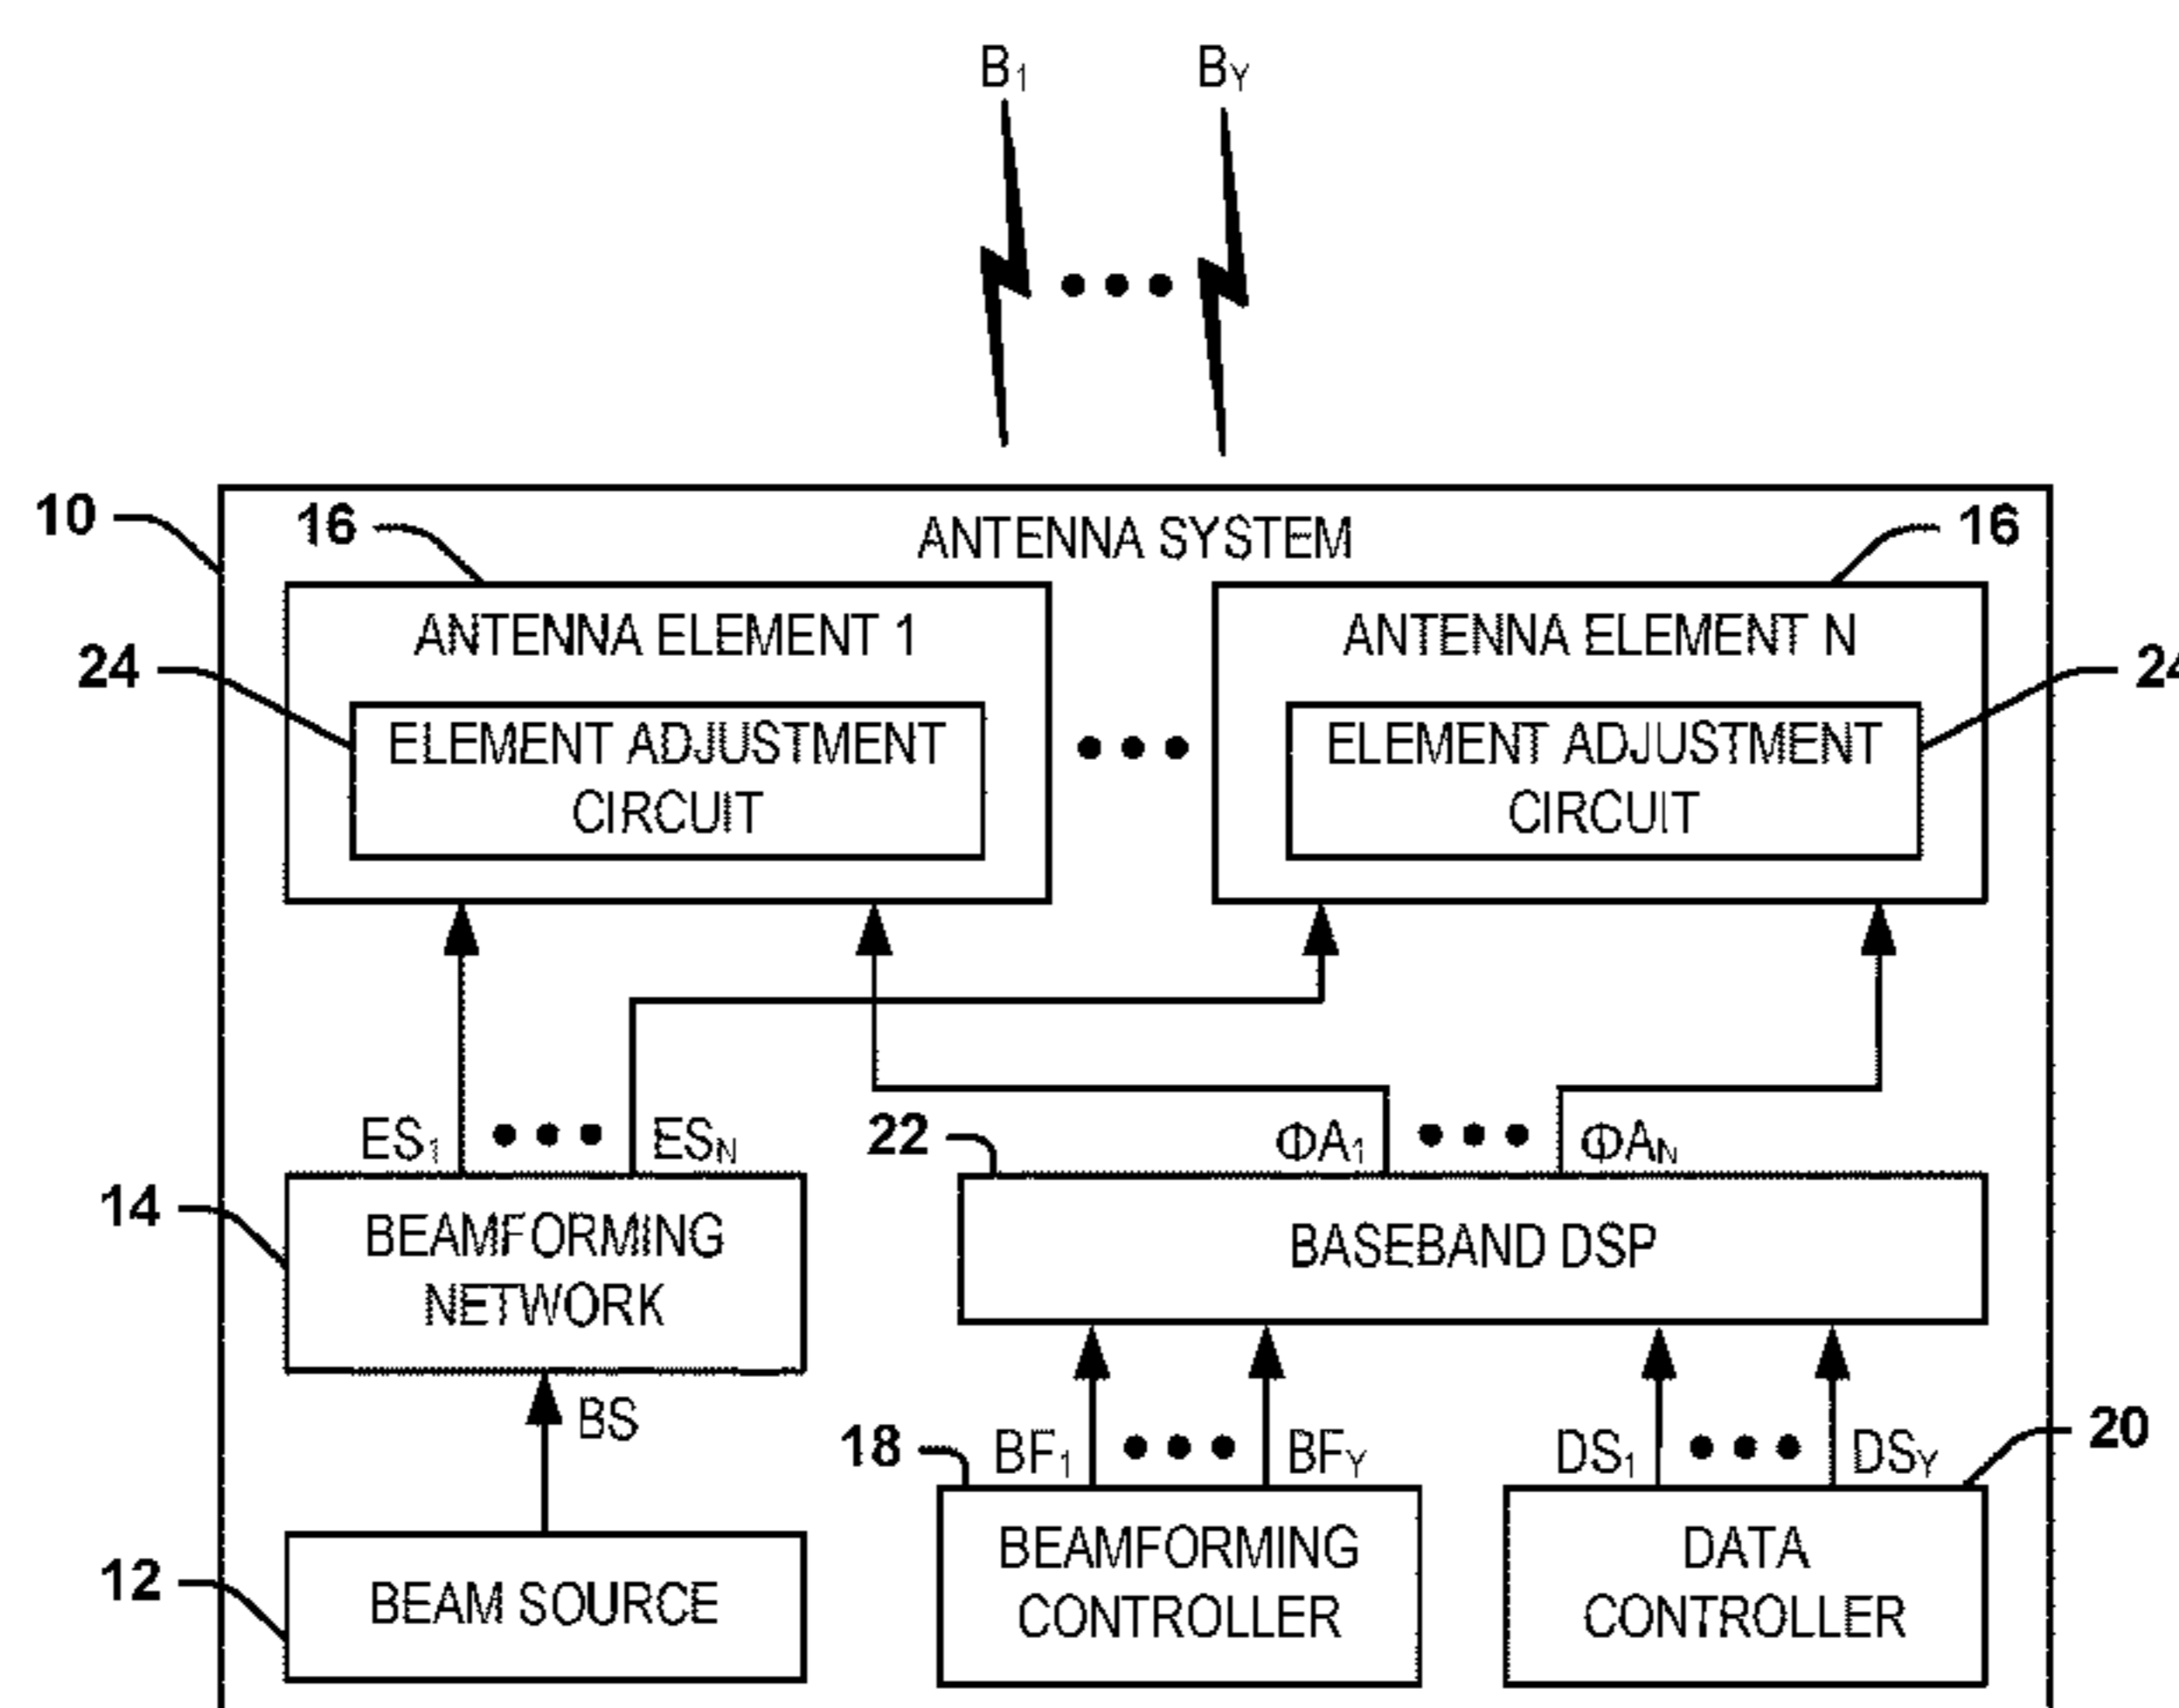 B1 BY
10 16 ANTENNA SYSTEM 16
ANTENNA ELEMENT 1 ANTENNA ELEMENT N
24 24
ELEMENT ADJUSTMENT ELEMENT ADJUSTMENT
CIRCUIT CIRCUIT
ES1 ESN 22 ΦA1 ΦAN
14 BEAMFORMING BASEBAND DSP
NETWORK
BS
18 BF1 BFY DS1 DSY 20
12 BEAM SOURCE BEAMFORMING DATA
CONTROLLER CONTROLLER